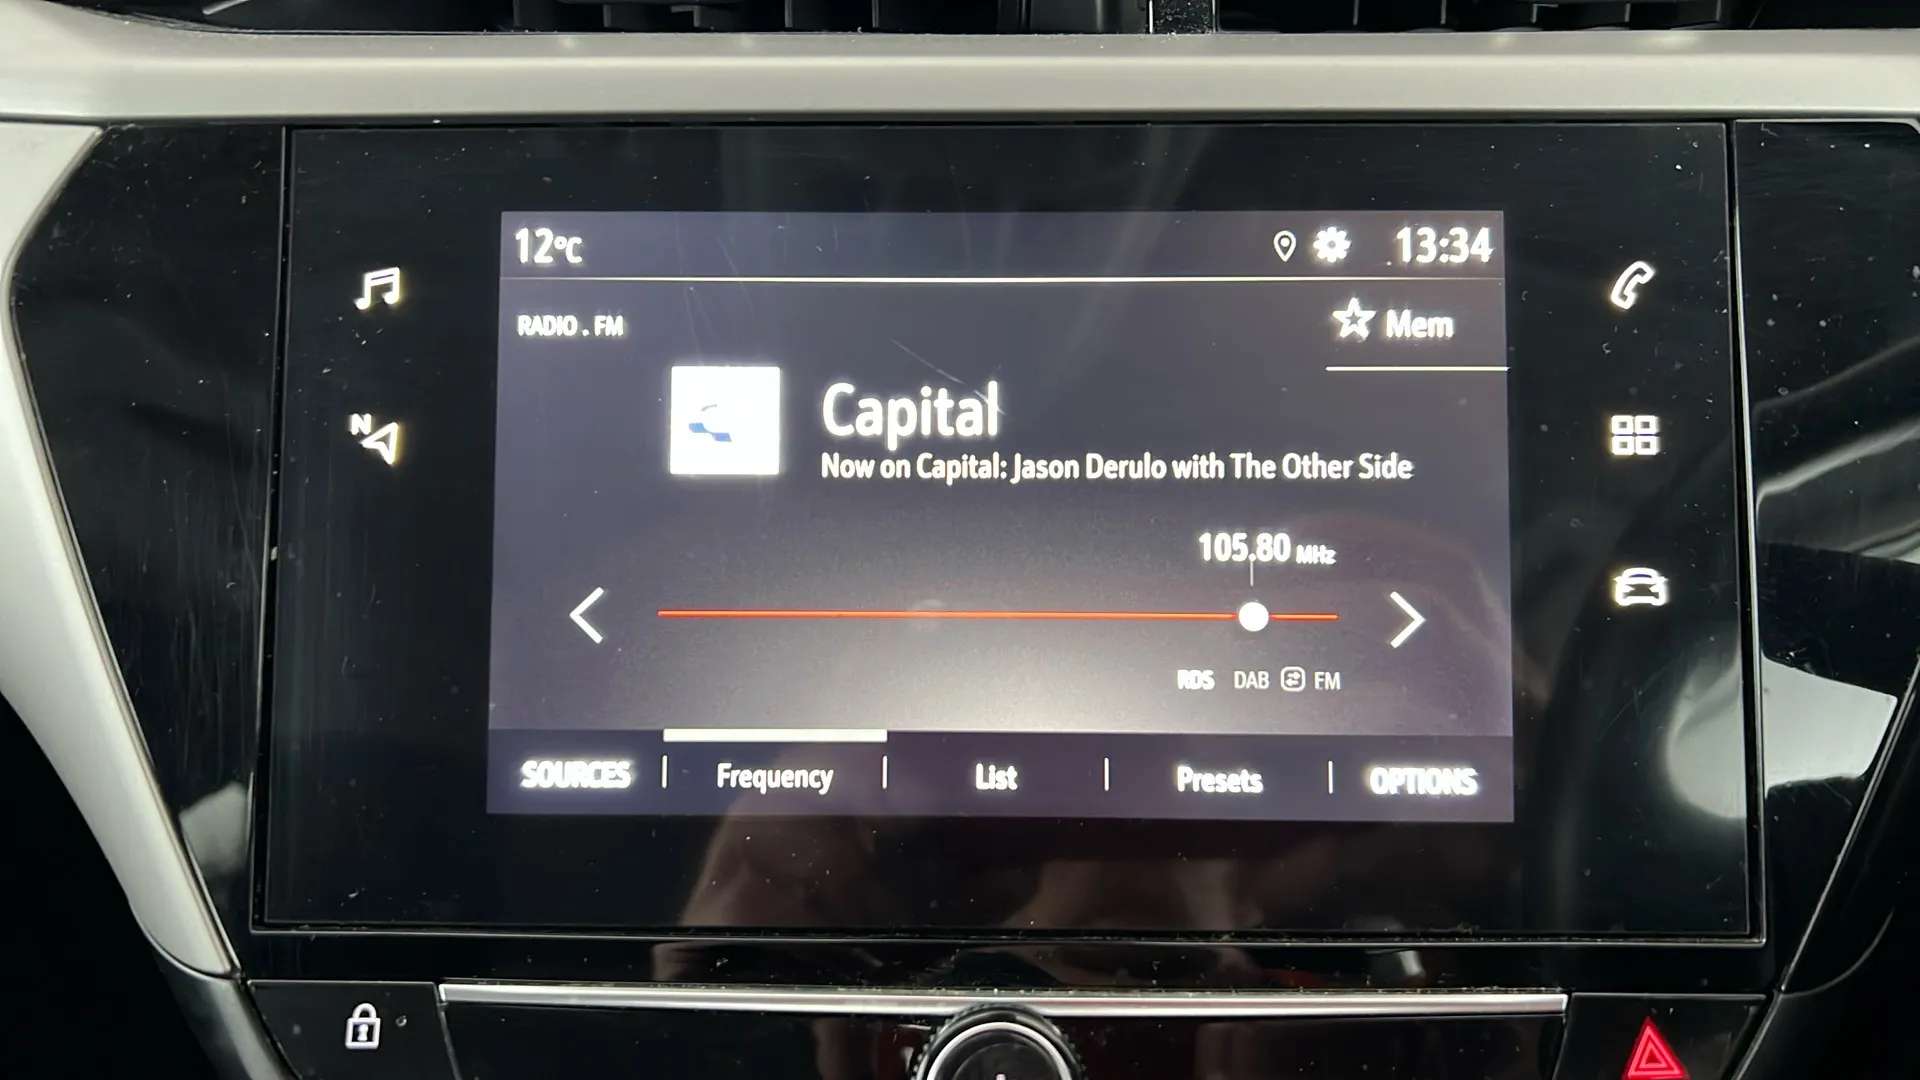 12°C
13:34
RADIO . FM
Mem
Capital
Now on Capital: Jason Derulo with The Other Side
105.80 MHz
RDS DAB FM
SOURCES
Frequency
List
Presets
OPTIONS
N